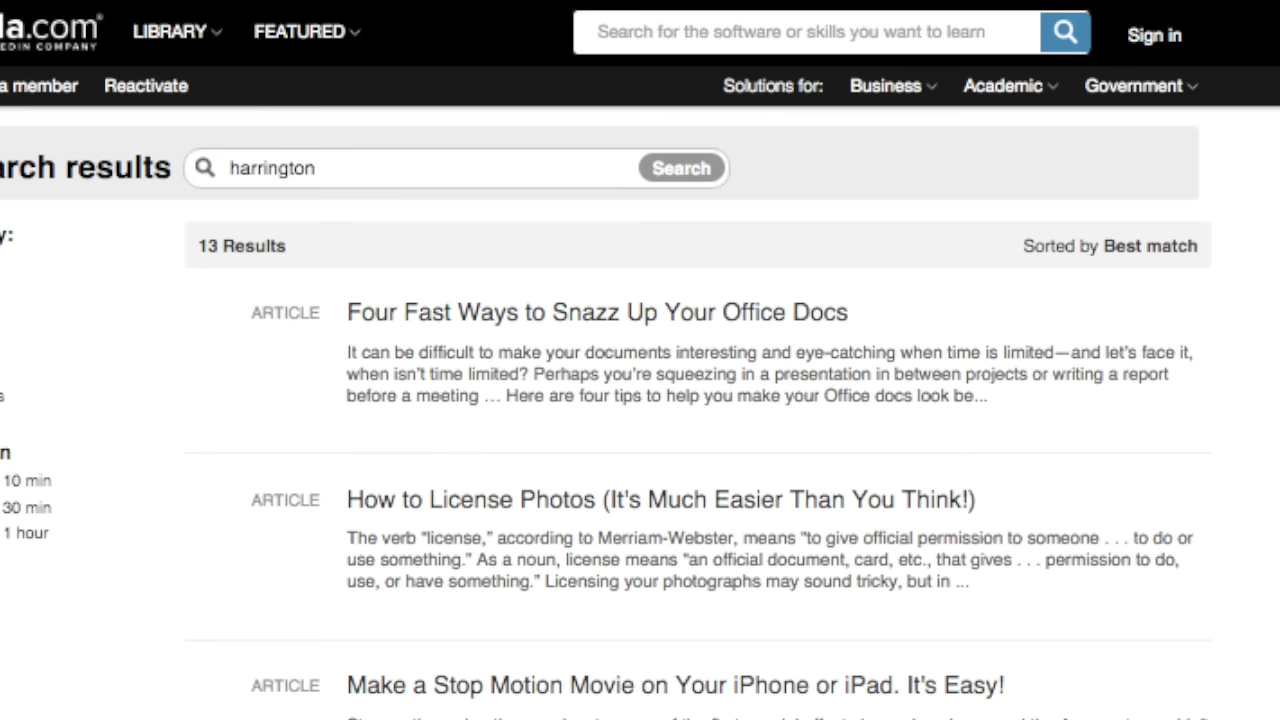 la.com®
EDIN COMPANY
LIBRARY
FEATURED
Search for the software or skills you want to learn
Sign in
a member
Reactivate
Solutions for:
Business
Academic
Government
arch results
harrington
Search
y:
13 Results
Sorted by Best match
s
n
10 min
30 min
1 hour
ARTICLE
Four Fast Ways to Snazz Up Your Office Docs
It can be difficult to make your documents interesting and eye-catching when time is limited—and let's face it,
when isn't time limited? Perhaps you're squeezing in a presentation in between projects or writing a report
before a meeting … Here are four tips to help you make your Office docs look be...
ARTICLE
How to License Photos (It's Much Easier Than You Think!)
The verb “license,” according to Merriam-Webster, means “to give official permission to someone . . . to do or
use something.” As a noun, license means “an official document, card, etc., that gives . . . permission to do,
use, or have something.” Licensing your photographs may sound tricky, but in ...
ARTICLE
Make a Stop Motion Movie on Your iPhone or iPad. It's Easy!